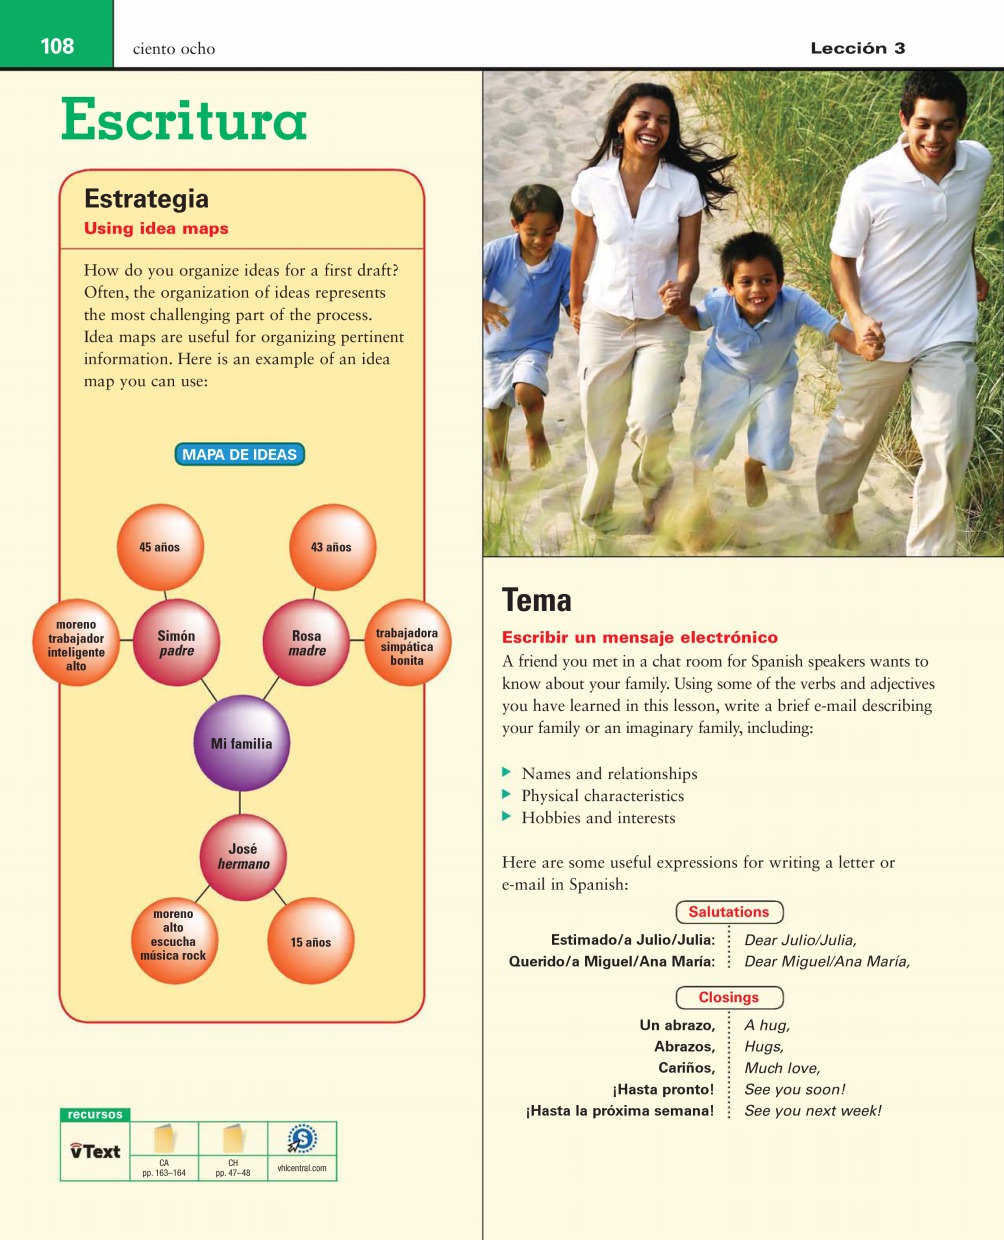 108
ciento ocho
Lección 3
Escritura
Estrategia
Using idea maps
How do you organize ideas for a first draft?
Often, the organization of ideas represents
the most challenging part of the process.
Idea maps are useful for organizing pertinent
information. Here is an example of an idea
map you can use:
MAPA DE IDEAS
45 años
43 años
moreno
trabajador
inteligente
alto
Simón
padre
Rosa
madre
trabajadora
simpática
bonita
Mi familia
José
hermano
moreno
alto
escucha
música rock
15 años
recursos
vText
CA
pp. 163–164
CH
pp. 47–48
S
vhlcentral.com
Tema
Escribir un mensaje electrónico
A friend you met in a chat room for Spanish speakers wants to
know about your family. Using some of the verbs and adjectives
you have learned in this lesson, write a brief e-mail describing
your family or an imaginary family, including:
Names and relationships
Physical characteristics
Hobbies and interests
Here are some useful expressions for writing a letter or
e-mail in Spanish:
Salutations
Estimado/a Julio/Julia: Dear Julio/Julia,
Querido/a Miguel/Ana María: Dear Miguel/Ana María,
Closings
Un abrazo, A hug,
Abrazos, Hugs,
Cariños, Much love,
¡Hasta pronto! See you soon!
¡Hasta la próxima semana! See you next week!